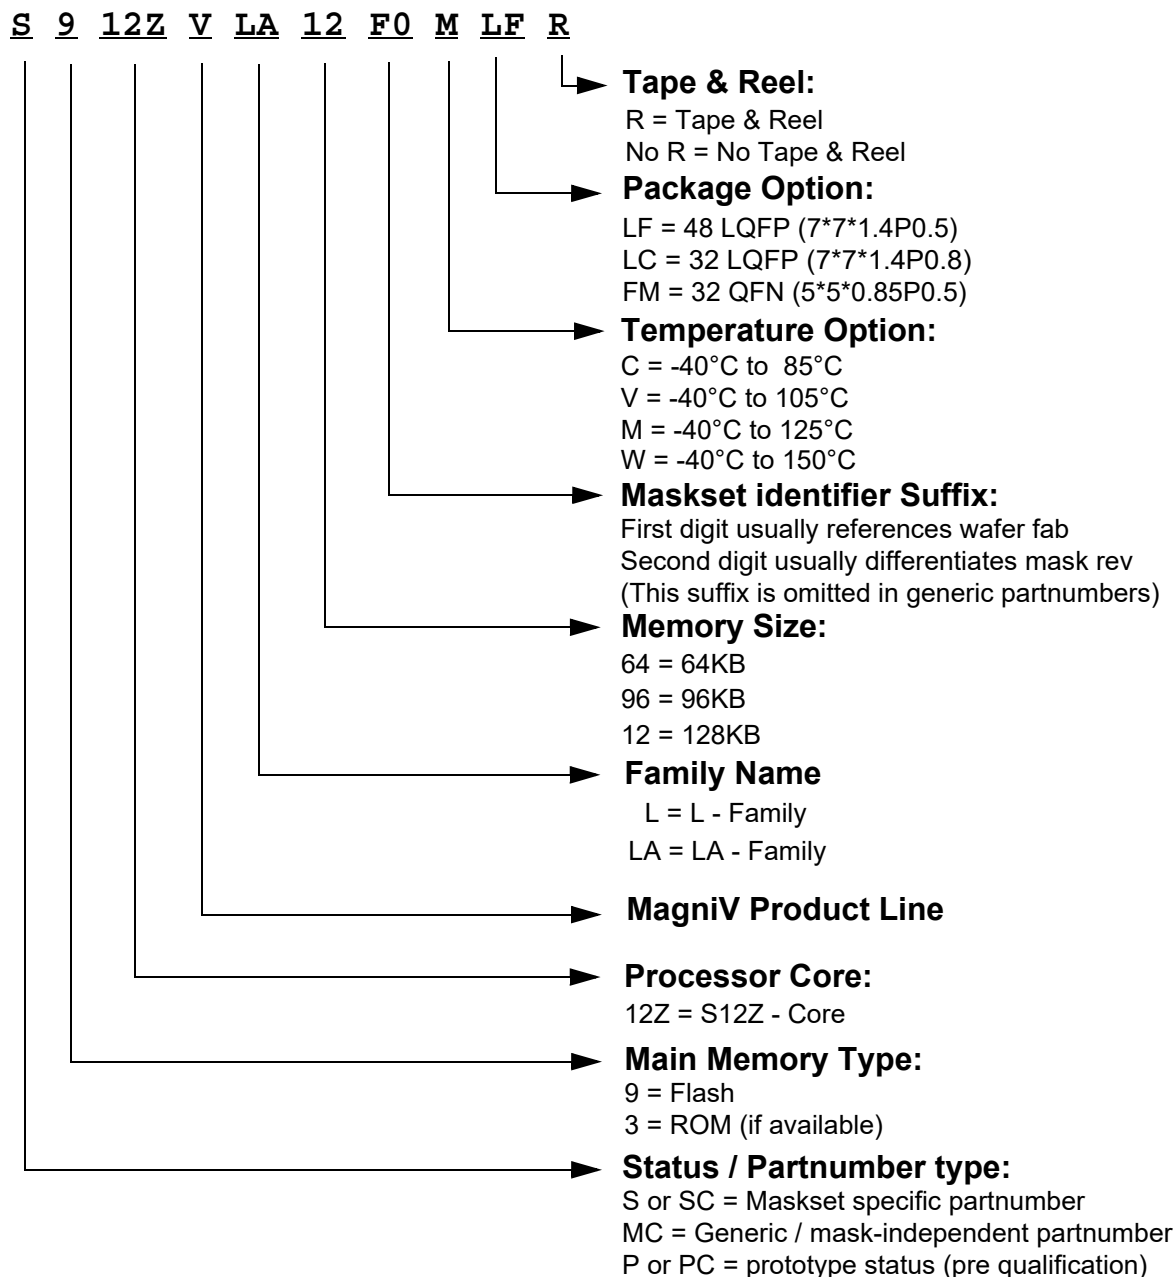 S 9 12Z V LA 12 F0 M LF R
Tape & Reel:
R = Tape & Reel
No R = No Tape & Reel
Package Option:
LF = 48 LQFP (7*7*1.4P0.5)
LC = 32 LQFP (7*7*1.4P0.8)
FM = 32 QFN (5*5*0.85P0.5)
Temperature Option:
C = -40°C to 85°C
V = -40°C to 105°C
M = -40°C to 125°C
W = -40°C to 150°C
Maskset identifier Suffix:
First digit usually references wafer fab
Second digit usually differentiates mask rev
(This suffix is omitted in generic partnumbers)
Memory Size:
64 = 64KB
96 = 96KB
12 = 128KB
Family Name
L = L - Family
LA = LA - Family
MagniV Product Line
Processor Core:
12Z = S12Z - Core
Main Memory Type:
9 = Flash
3 = ROM (if available)
Status / Partnumber type:
S or SC = Maskset specific partnumber
MC = Generic / mask-independent partnumber
P or PC = prototype status (pre qualification)